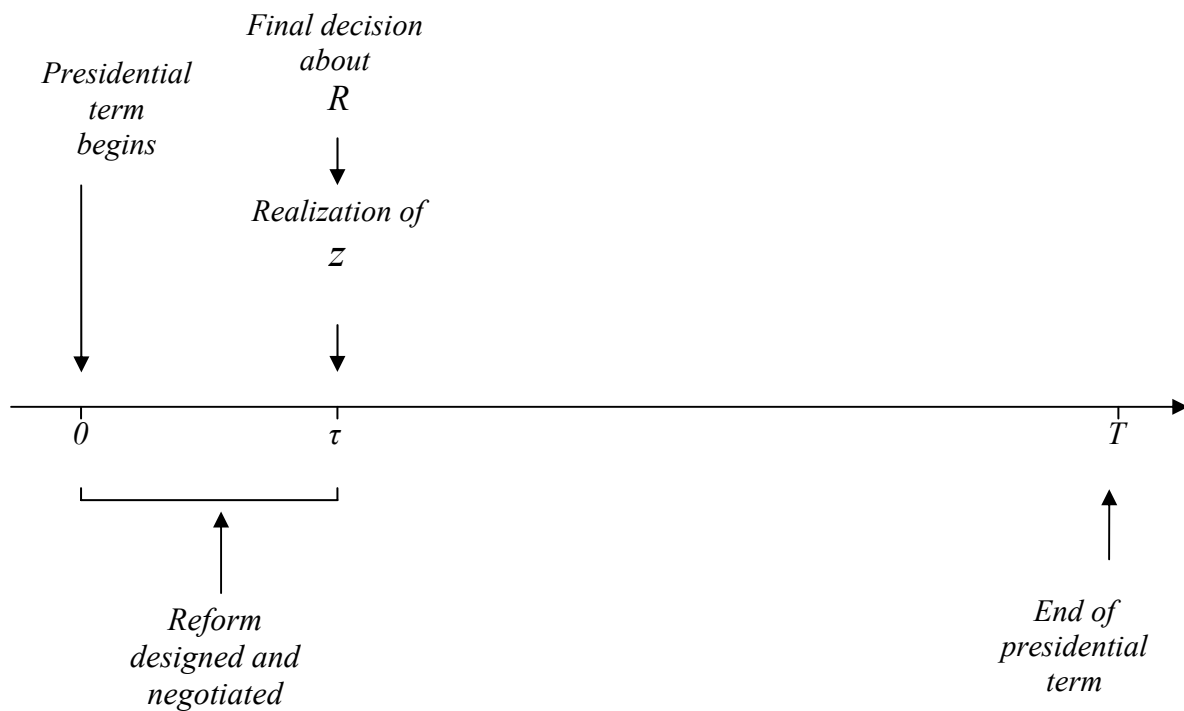 Presidential
term
begins
Final decision
about
R
Realization of
z
0
τ
T
Reform
designed and
negotiated
End of
presidential
term